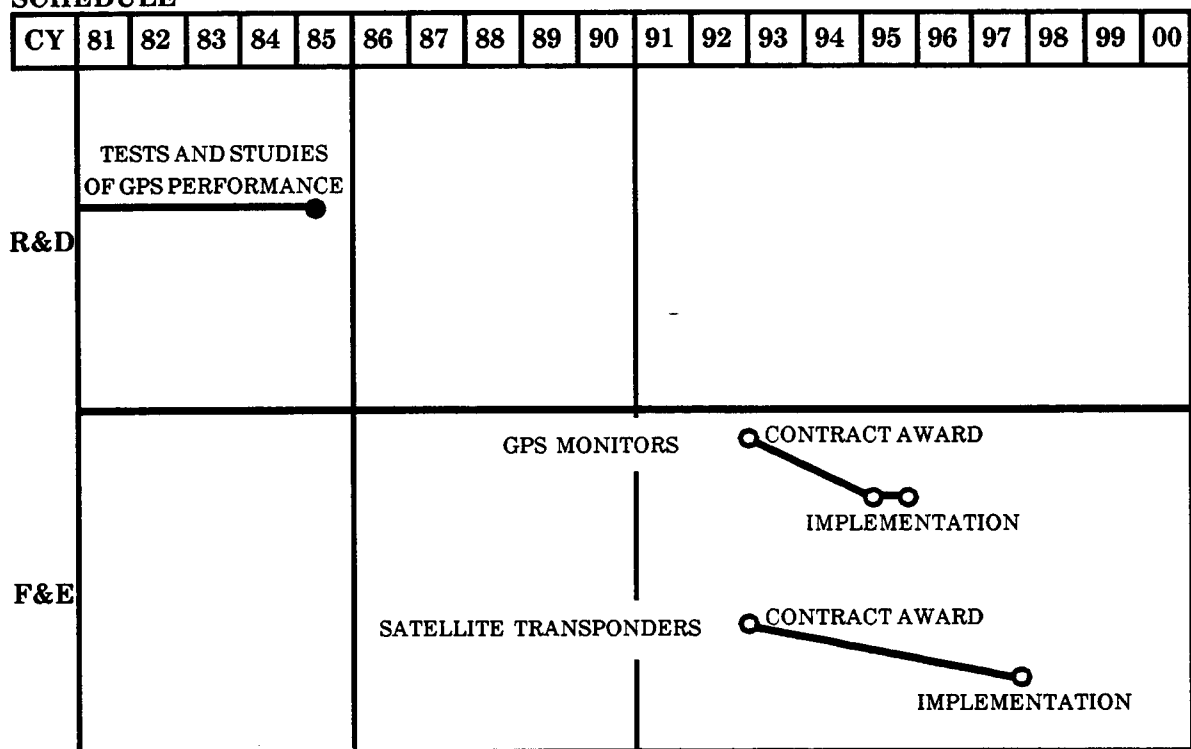 SCHEDULE
CY 81 82 83 84 85 86 87 88 89 90 91 92 93 94 95 96 97 98 99 00
TESTS AND STUDIES
OF GPS PERFORMANCE
R&D
GPS MONITORS
CONTRACT AWARD
IMPLEMENTATION
F&E
SATELLITE TRANSPONDERS
CONTRACT AWARD
IMPLEMENTATION